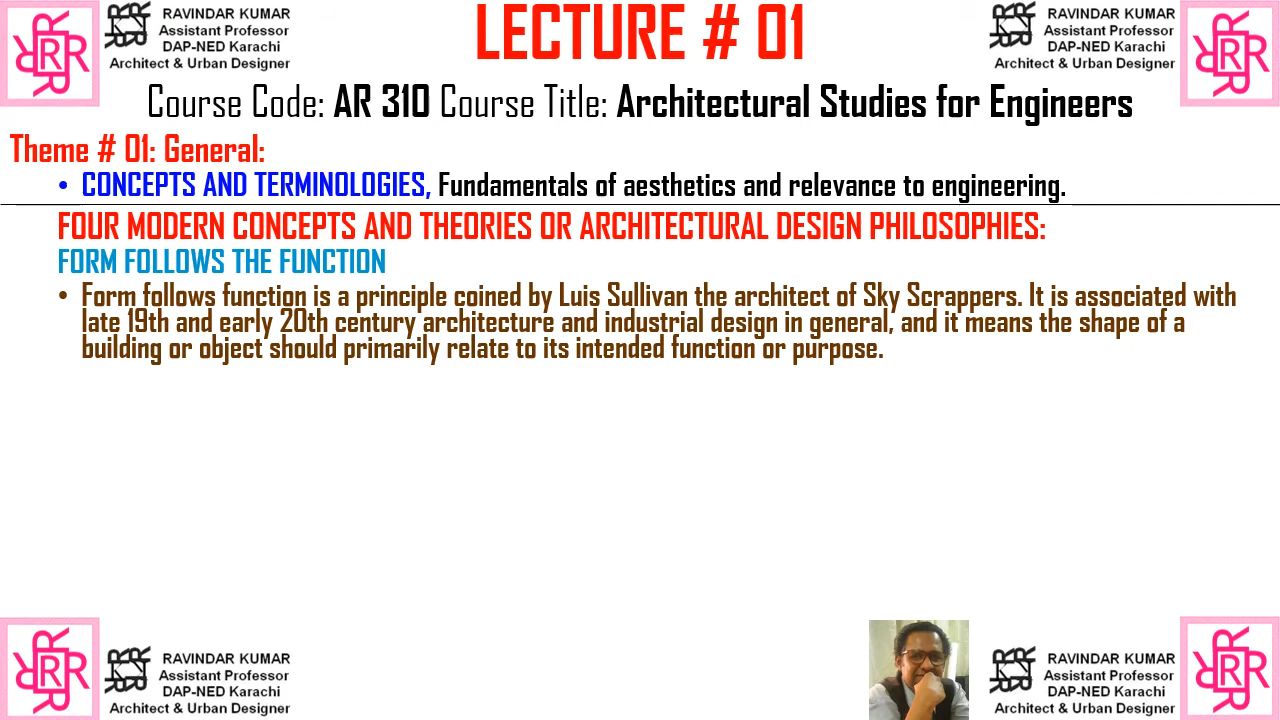 RAVINDAR KUMAR
Assistant Professor
DAP-NED Karachi
Architect & Urban Designer
LECTURE # 01
RAVINDAR KUMAR
Assistant Professor
DAP-NED Karachi
Architect & Urban Designer
Course Code: AR 310 Course Title: Architectural Studies for Engineers
Theme # 01: General:
• CONCEPTS AND TERMINOLOGIES, Fundamentals of aesthetics and relevance to engineering.
FOUR MODERN CONCEPTS AND THEORIES OR ARCHITECTURAL DESIGN PHILOSOPHIES:
FORM FOLLOWS THE FUNCTION
• Form follows function is a principle coined by Luis Sullivan the architect of Sky Scrappers. It is associated with
late 19th and early 20th century architecture and industrial design in general, and it means the shape of a
building or object should primarily relate to its intended function or purpose.
RAVINDAR KUMAR
Assistant Professor
DAP-NED Karachi
Architect & Urban Designer
RAVINDAR KUMAR
Assistant Professor
DAP-NED Karachi
Architect & Urban Designer